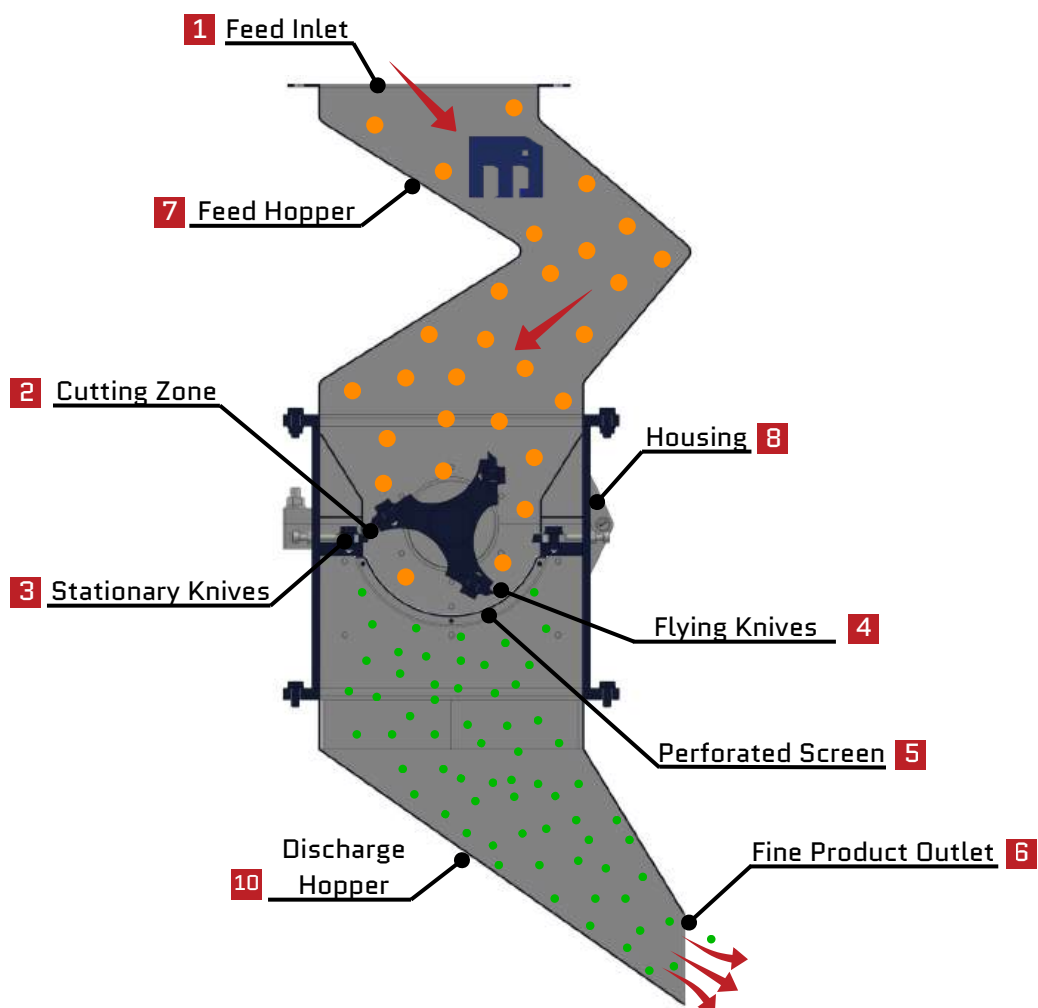 1 Feed Inlet
7 Feed Hopper
2 Cutting Zone
Housing 8
3 Stationary Knives
Flying Knives 4
Perforated Screen 5
Discharge
10 Hopper
Fine Product Outlet 6